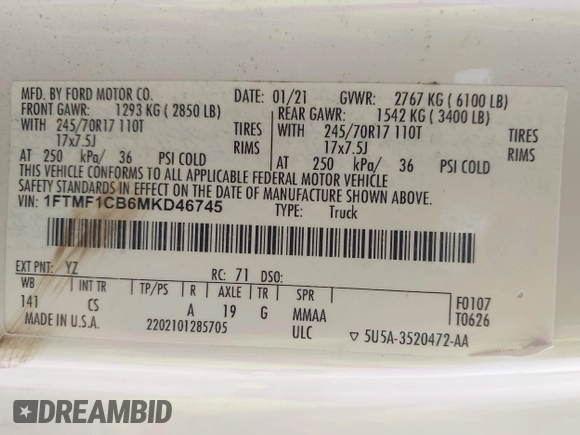 MFD. BY FORD MOTOR CO.
DATE: 01/21 GVWR: 2767 KG ( 6100 LB)
FRONT GAWR: 1293 KG ( 2850 LB)
REAR GAWR: 1542 KG ( 3400 LB)
WITH 245/70R17 110T TIRES
WITH 245/70R17 110T TIRES
17x7.5J RIMS
17x7.5J RIMS
AT 250 kPa/ 36 PSI COLD
AT 250 kPa/ 36 PSI COLD
THIS VEHICLE CONFORMS TO ALL APPLICABLE FEDERAL MOTOR VEHICLE
SAFETY STANDARDS IN EFFECT ON THE DATE OF MANUFACTURE SHOWN ABOVE.
VIN: 1FTMF1CB6MKD46745 TYPE: Truck
EXT PNT: YZ RC: 71 DSO:
WB INT TR TP/PS R AXLE TR SPR
141 CS A 19 G MMAA
F0107
T0626
MADE IN U.S.A. 2202101285705 ULC ▽ 5U5A-3520472-AA
DREAMBID